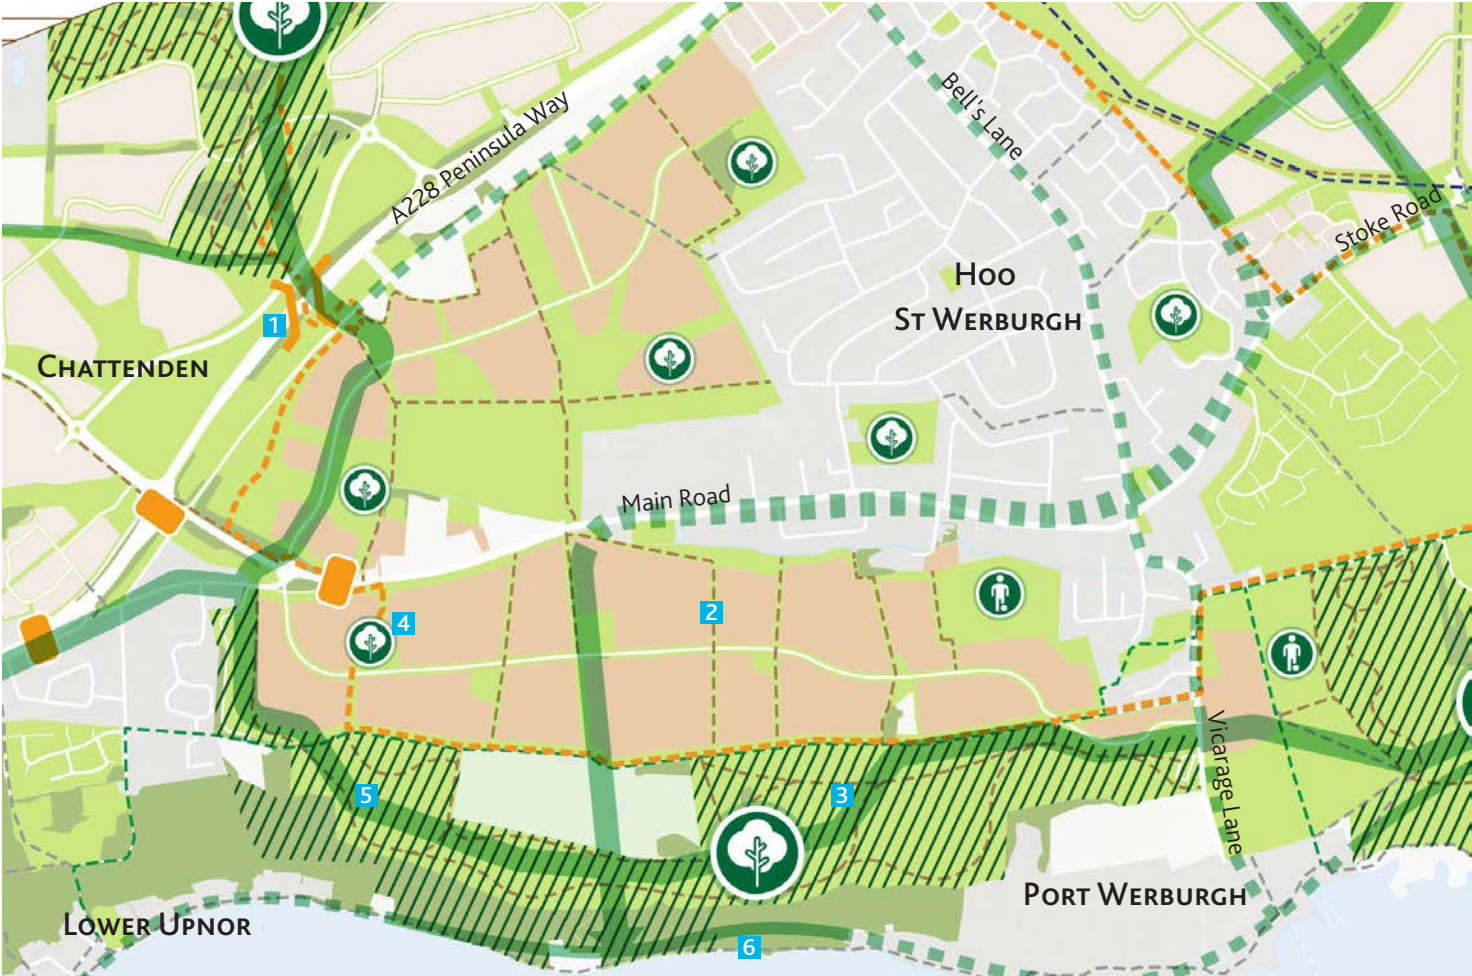 A228 Peninsula Way
Bell's Lane
Stoke Road
Hoo
St Werburgh
1
Chattenden
Main Road
2
4
Vicarage Lane
5
3
Port Werburgh
Lower Upnor
6